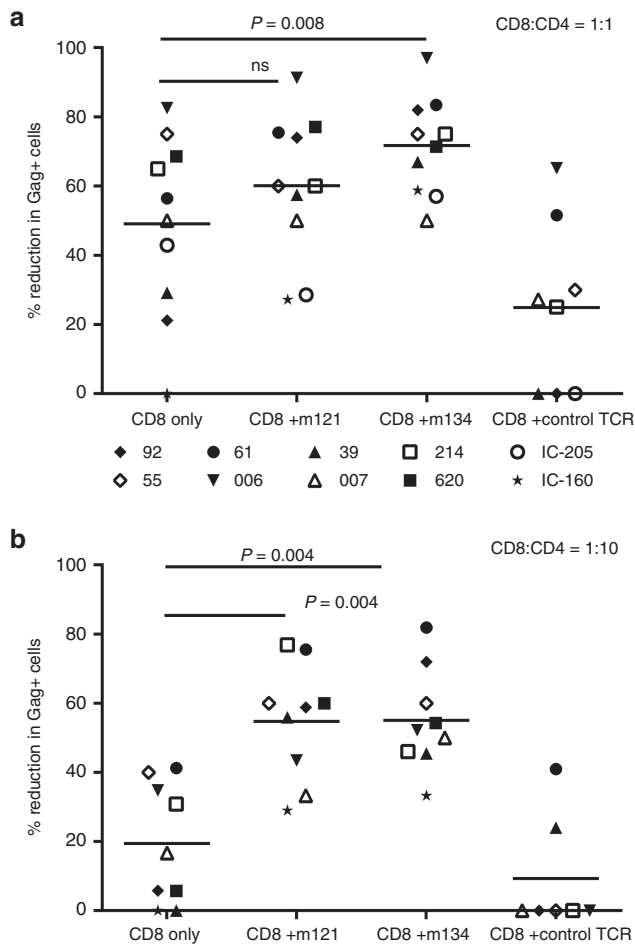 a
P = 0.008
CD8:CD4 = 1:1
ns
100
80
60
40
20
0
% reduction in Gag+ cells
CD8 only
CD8 +m121
CD8 +m134
CD8 +control TCR
92
61
39
214
IC-205
55
006
007
620
IC-160
b
P = 0.004
CD8:CD4 = 1:10
P = 0.004
100
80
60
40
20
0
% reduction in Gag+ cells
CD8 only
CD8 +m121
CD8 +m134
CD8 +control TCR